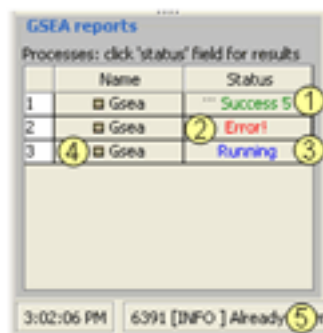 GSEA reports
Processes: click 'status' field for results
Name Status
1 Gsea Success 5 1
2 Gsea 2 Error!
3 4 Gsea Running 3
3:02:06 PM 6391 [INFO ] Already 5